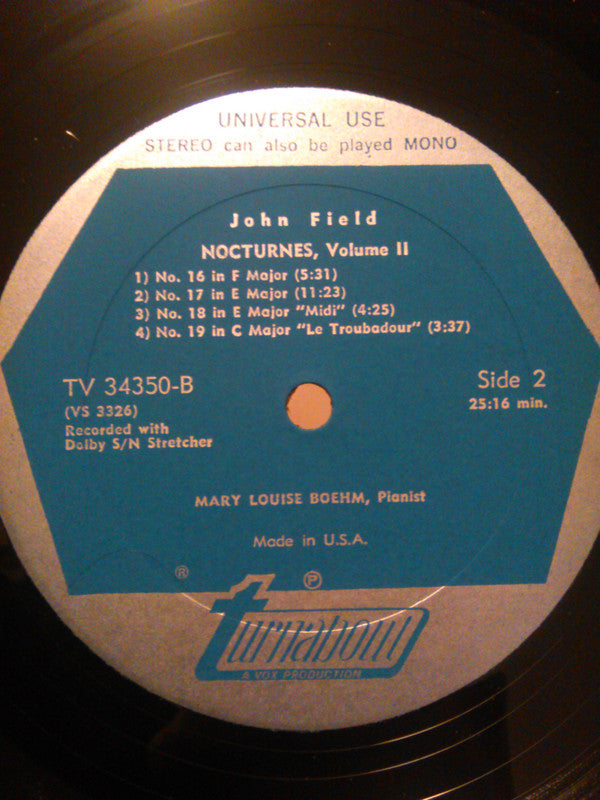 UNIVERSAL USE
STEREO can also be played MONO
John Field
NOCTURNES, Volume II
1) No. 16 in F Major (5:31)
2) No. 17 in E Major (11:23)
3) No. 18 in E Major "Midi" (4:25)
4) No. 19 in C Major "Le Troubadour" (3:37)
TV 34350-B
Side 2
(VS 3326)
25:16 min.
Recorded with
Dolby S/N Stretcher
MARY LOUISE BOEHM, Pianist
Made in U.S.A.
® ℗
turnabout
A VOX PRODUCTION